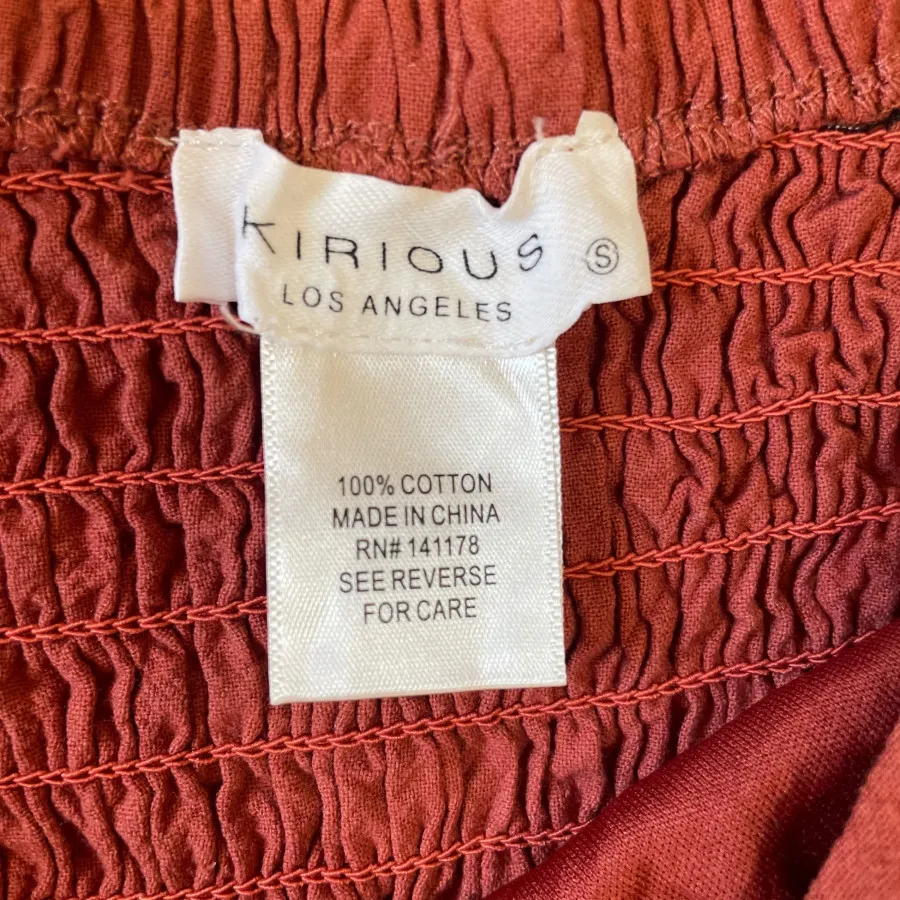 KIRIOUS
S
LOS ANGELES
100% COTTON
MADE IN CHINA
RN# 141178
SEE REVERSE
FOR CARE